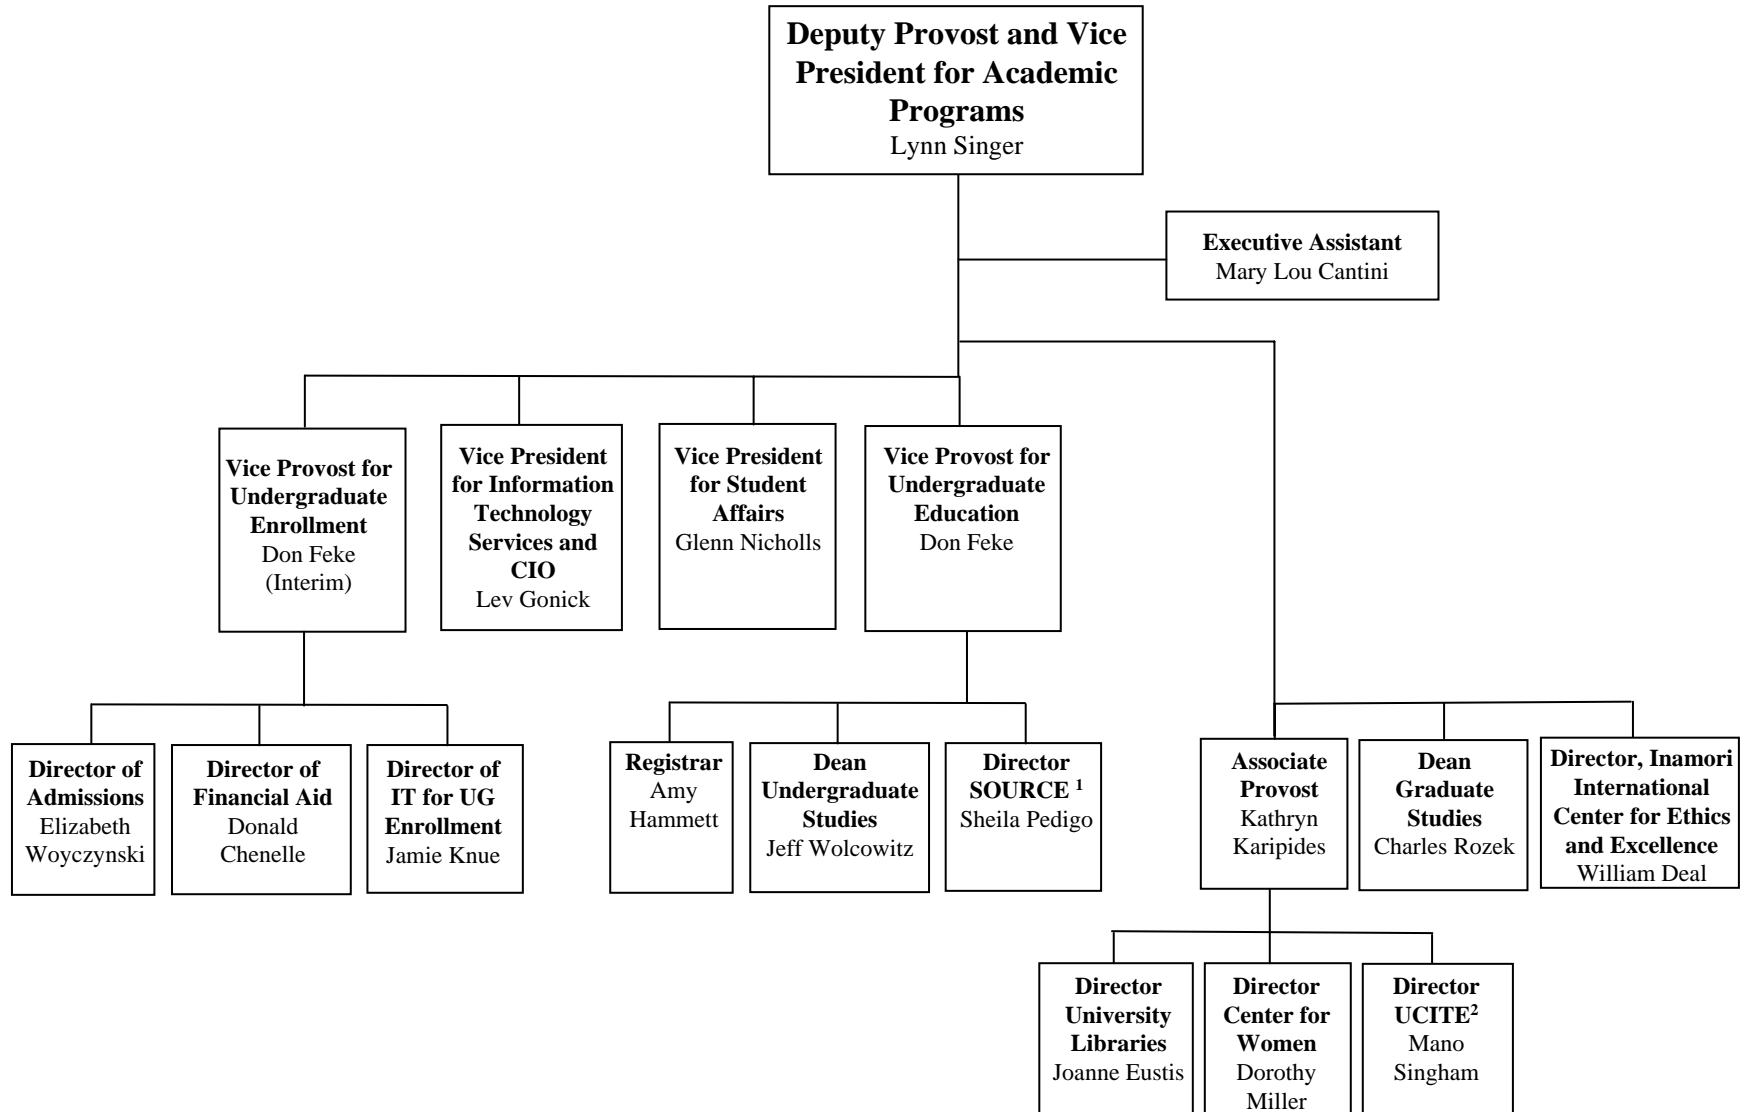 Deputy Provost and Vice
President for Academic
Programs
Lynn Singer
Executive Assistant
Mary Lou Cantini
Vice Provost for
Undergraduate
Enrollment
Don Feke
(Interim)
Vice President
for Information
Technology
Services and
CIO
Lev Gonick
Vice President
for Student
Affairs
Glenn Nicholls
Vice Provost for
Undergraduate
Education
Don Feke
Director of
Admissions
Elizabeth
Woyczynski
Director of
Financial Aid
Donald
Chenelle
Director of
IT for UG
Enrollment
Jamie Knue
Registrar
Amy
Hammett
Dean
Undergraduate
Studies
Jeff Wolcowitz
Director
SOURCE ¹
Sheila Pedigo
Associate
Provost
Kathryn
Karipides
Dean
Graduate
Studies
Charles Rozek
Director, Inamori
International
Center for Ethics
and Excellence
William Deal
Director
University
Libraries
Joanne Eustis
Director
Center for
Women
Dorothy
Miller
Director
UCITE²
Mano
Singham